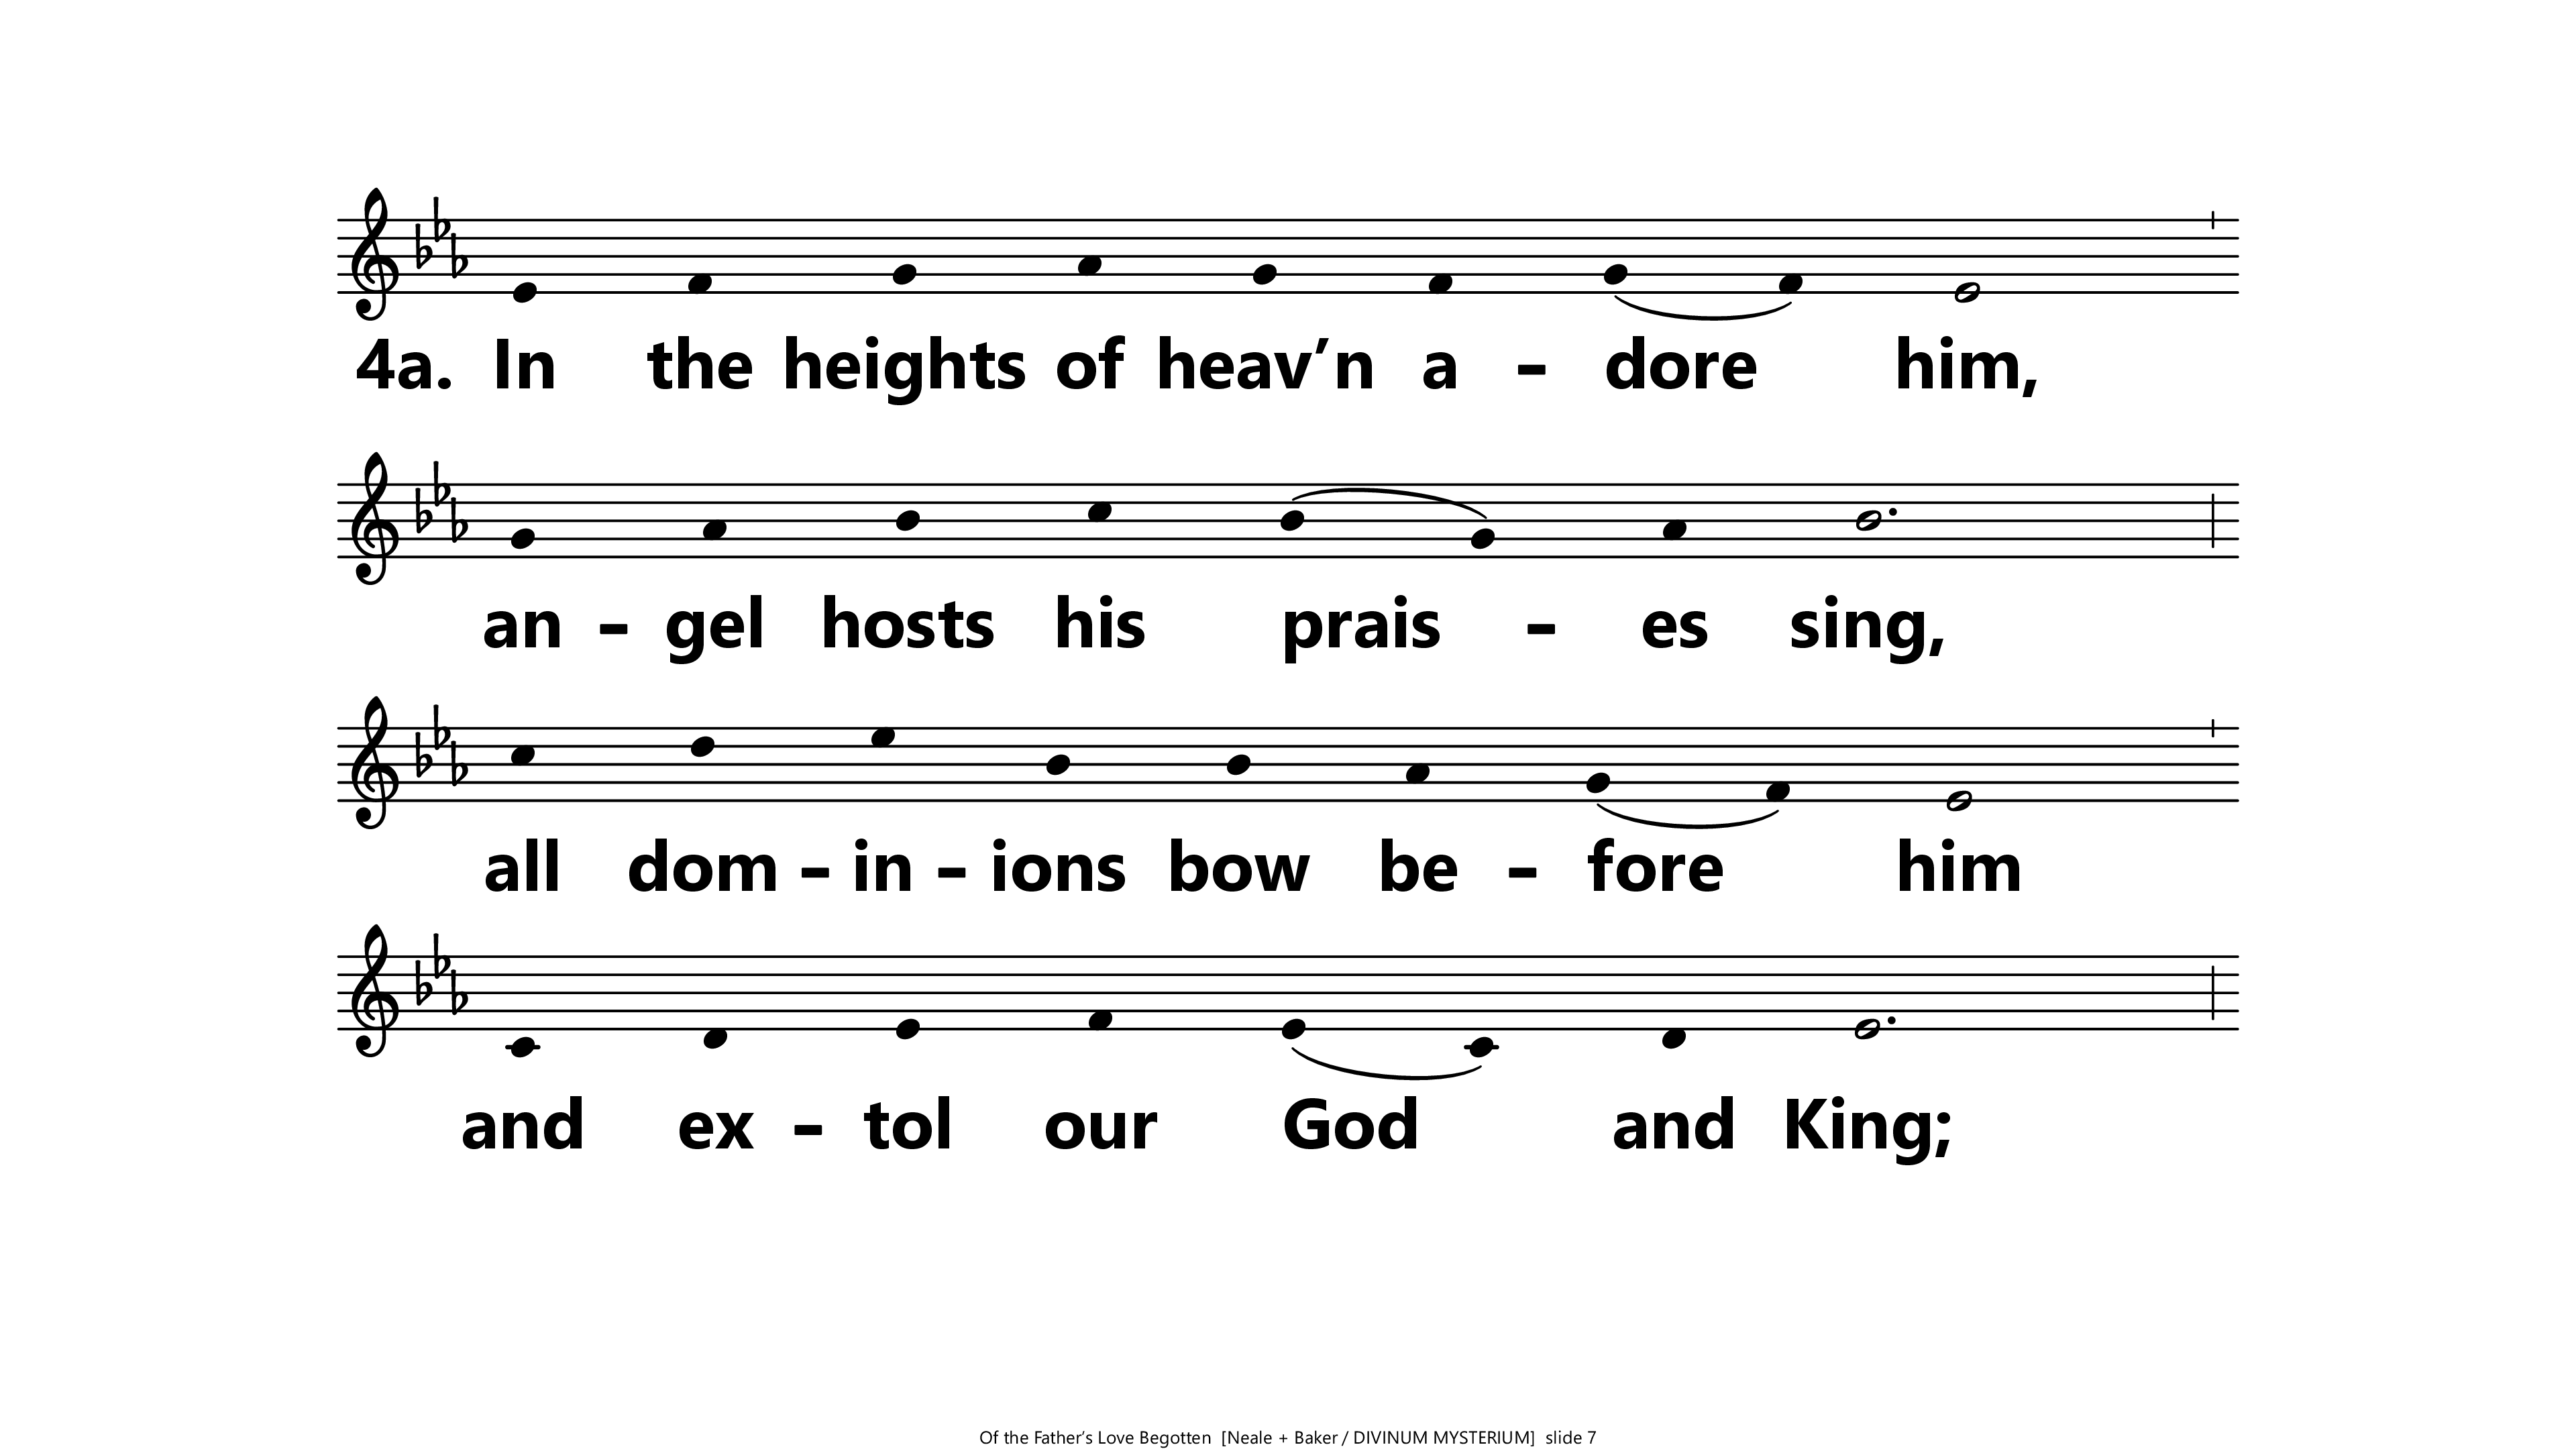 4a. In the heights of heav’n a - dore him,
an - gel hosts his prais - es sing,
all dom - in - ions bow be - fore him
and ex - tol our God and King;
Of the Father’s Love Begotten [Neale + Baker / DIVINUM MYSTERIUM] slide 7